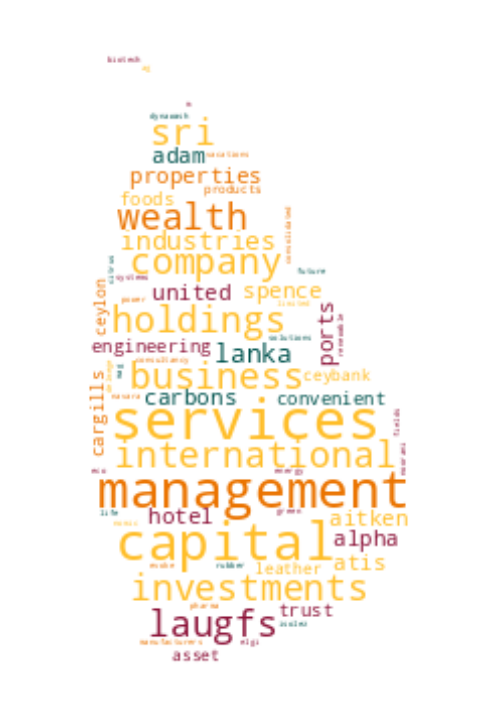 biotech
dynawash
sri
adam vacations
properties
products
foods
wealth
consolidated
industries
company
citrus
systems
future
united spence
power
limited
ceylon
holdings
ports
renewable
solutions
engineering lanka
consultancy
business ceybank
carbons convenient
cargills
services
fields
international
energy
management
life
green
hotel aitken
alpha
capital
atis
rubber leather
investments
pharma
trust
laugfs
manufacturers
asset